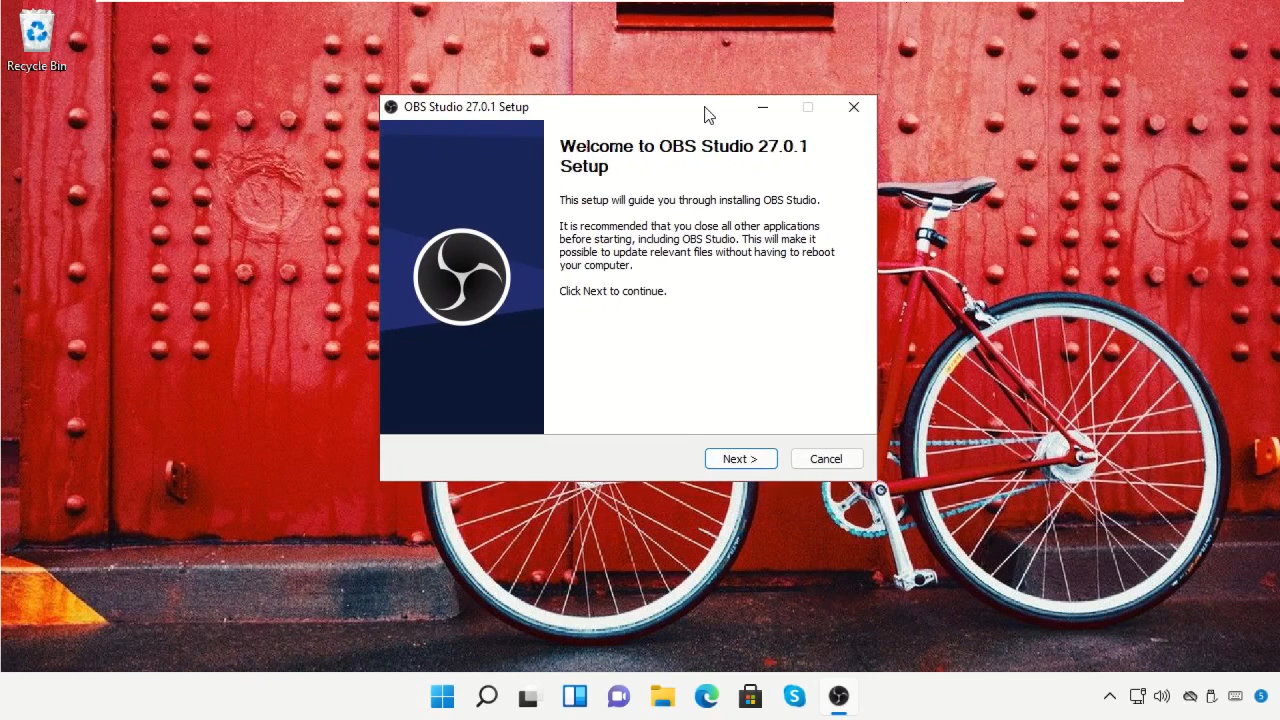 Recycle Bin
OBS Studio 27.0.1 Setup
Welcome to OBS Studio 27.0.1
Setup
This setup will guide you through installing OBS Studio.
It is recommended that you close all other applications
before starting, including OBS Studio. This will make it
possible to update relevant files without having to reboot
your computer.
Click Next to continue.
Next >
Cancel
5